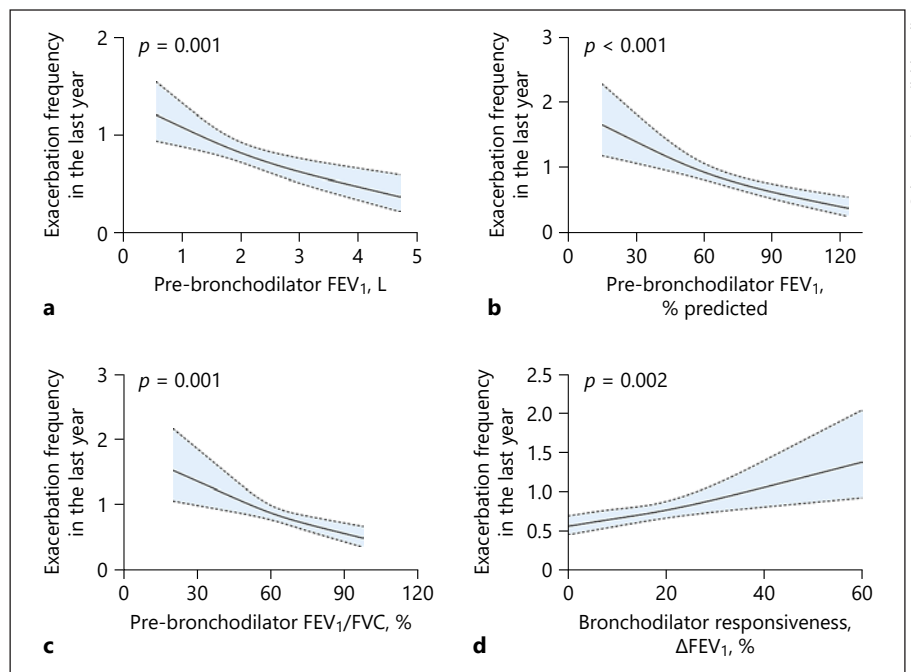 Exacerbation frequency
in the last year
2
1
0
p = 0.001
0 1 2 3 4 5
Pre-bronchodilator FEV₁, L
a
Exacerbation frequency
in the last year
3
2
1
0
p < 0.001
0 30 60 90 120
Pre-bronchodilator FEV₁,
% predicted
b
Exacerbation frequency
in the last year
3
2
1
0
p = 0.001
0 30 60 90 120
Pre-bronchodilator FEV₁/FVC, %
c
Exacerbation frequency
in the last year
2.5
2.0
1.5
1.0
0.5
0
p = 0.002
0 20 40 60
Bronchodilator responsiveness,
ΔFEV₁, %
d